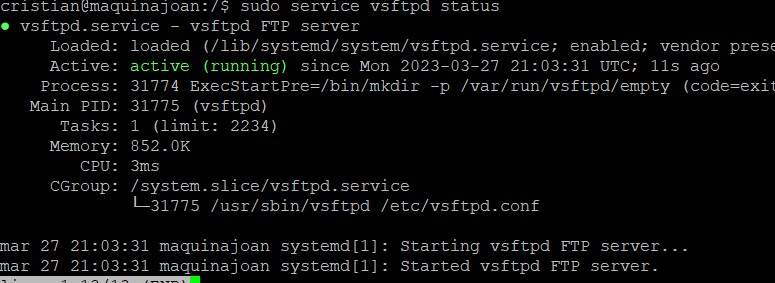 cristian@maquinajoan:/$ sudo service vsftpd status
● vsftpd.service - vsftpd FTP server
Loaded: loaded (/lib/systemd/system/vsftpd.service; enabled; vendor prese
Active: active (running) since Mon 2023-03-27 21:03:31 UTC; 11s ago
Process: 31774 ExecStartPre=/bin/mkdir -p /var/run/vsftpd/empty (code=exit
Main PID: 31775 (vsftpd)
Tasks: 1 (limit: 2234)
Memory: 852.0K
CPU: 3ms
CGroup: /system.slice/vsftpd.service
└─31775 /usr/sbin/vsftpd /etc/vsftpd.conf
mar 27 21:03:31 maquinajoan systemd[1]: Starting vsftpd FTP server...
mar 27 21:03:31 maquinajoan systemd[1]: Started vsftpd FTP server.